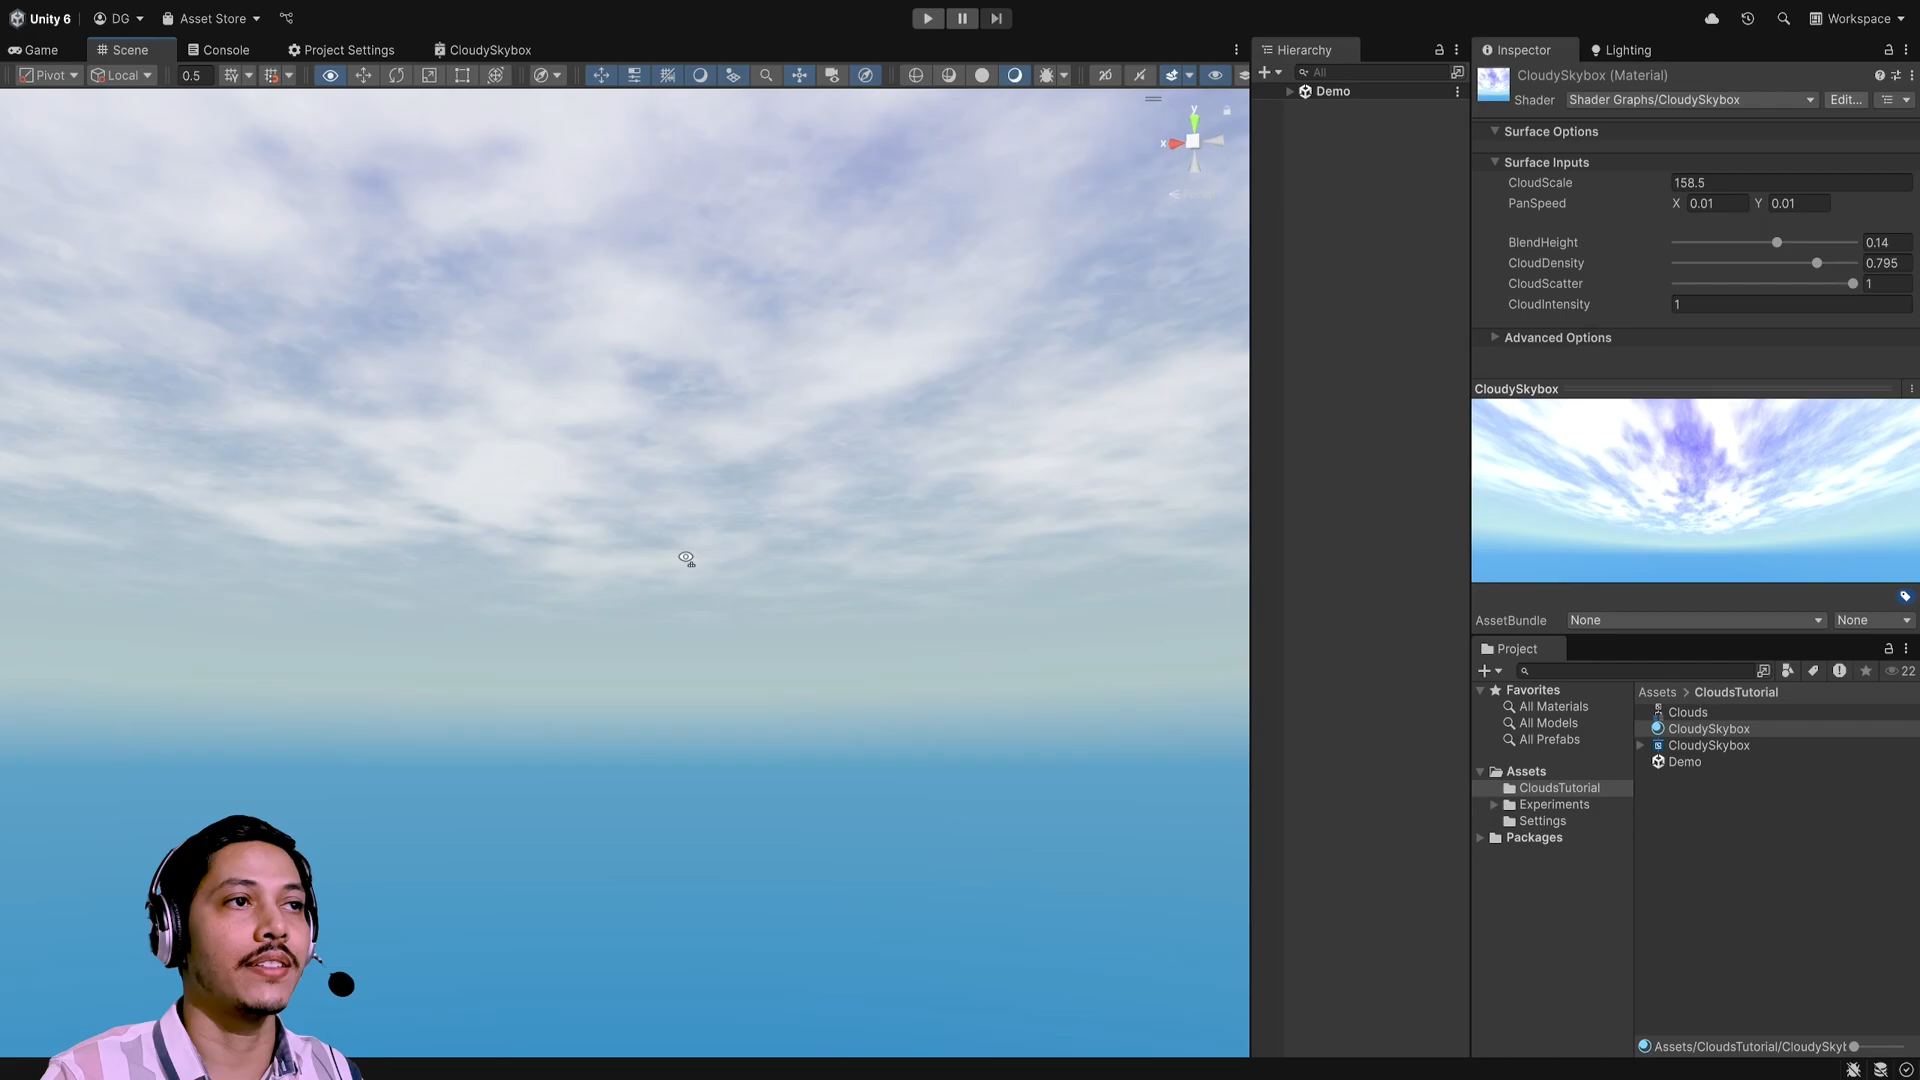 Unity 6 DG Asset Store Workspace
Game Scene Console Project Settings CloudySkybox
Pivot Local 0.5
y
x
Hierarchy
All
Demo
Inspector Lighting
CloudySkybox (Material)
Shader Shader Graphs/CloudySkybox Edit...
Surface Options
Surface Inputs
CloudScale 158.5
PanSpeed X 0.01 Y 0.01
BlendHeight 0.14
CloudDensity 0.795
CloudScatter 1
CloudIntensity 1
Advanced Options
CloudySkybox
AssetBundle None None
Project
22
Favorites
All Materials
All Models
All Prefabs
Assets
CloudsTutorial
Experiments
Settings
Packages
Assets > CloudsTutorial
Clouds
CloudySkybox
CloudySkybox
Demo
Assets/CloudsTutorial/CloudySkyt